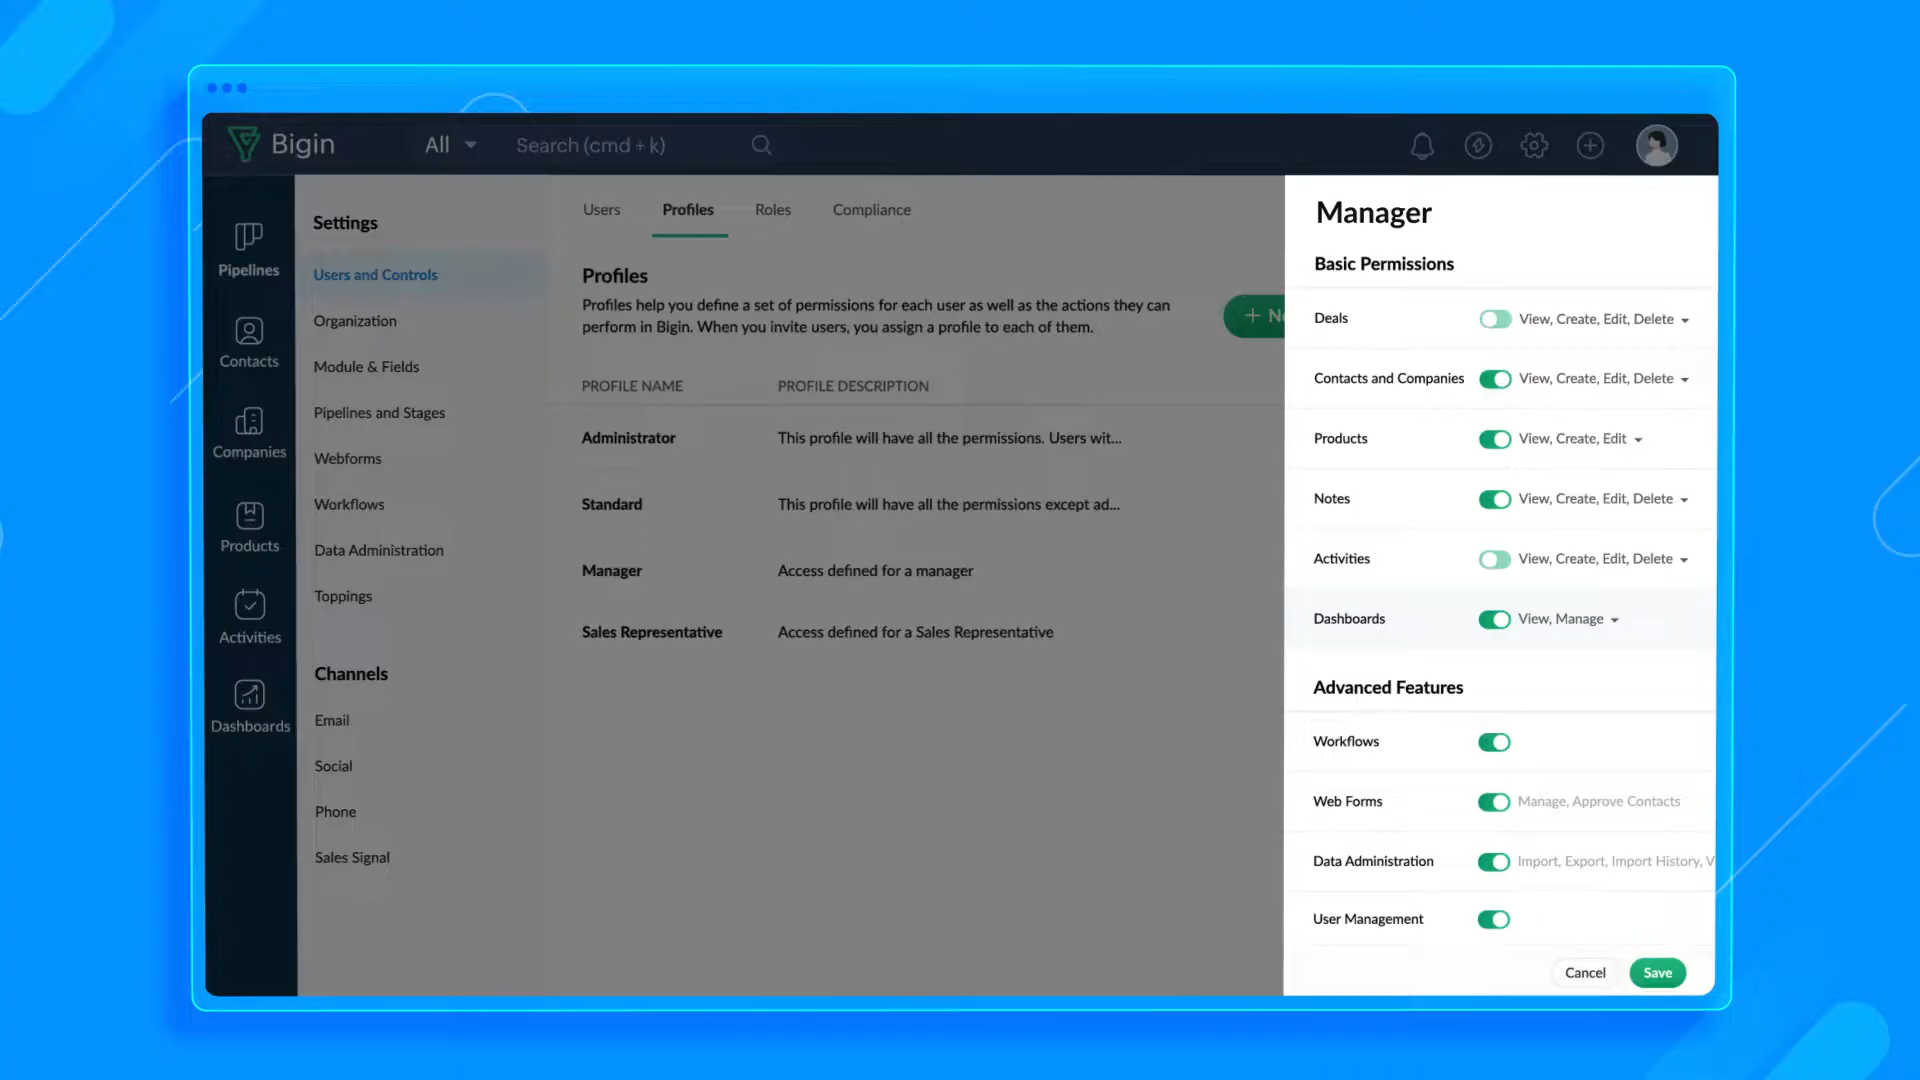 Bigin
All
Search (cmd + k)
Pipelines
Contacts
Companies
Products
Activities
Dashboards
Settings
Users and Controls
Organization
Module & Fields
Pipelines and Stages
Webforms
Workflows
Data Administration
Toppings
Channels
Email
Social
Phone
Sales Signal
Users Profiles Roles Compliance
Profiles
Profiles help you define a set of permissions for each user as well as the actions they can
perform in Bigin. When you invite users, you assign a profile to each of them.
PROFILE NAME PROFILE DESCRIPTION
Administrator This profile will have all the permissions. Users wit...
Standard This profile will have all the permissions except ad...
Manager Access defined for a manager
Sales Representative Access defined for a Sales Representative
Manager
Basic Permissions
Deals View, Create, Edit, Delete
Contacts and Companies View, Create, Edit, Delete
Products View, Create, Edit
Notes View, Create, Edit, Delete
Activities View, Create, Edit, Delete
Dashboards View, Manage
Advanced Features
Workflows
Web Forms Manage, Approve Contacts
Data Administration Import, Export, Import History,
User Management
Cancel Save